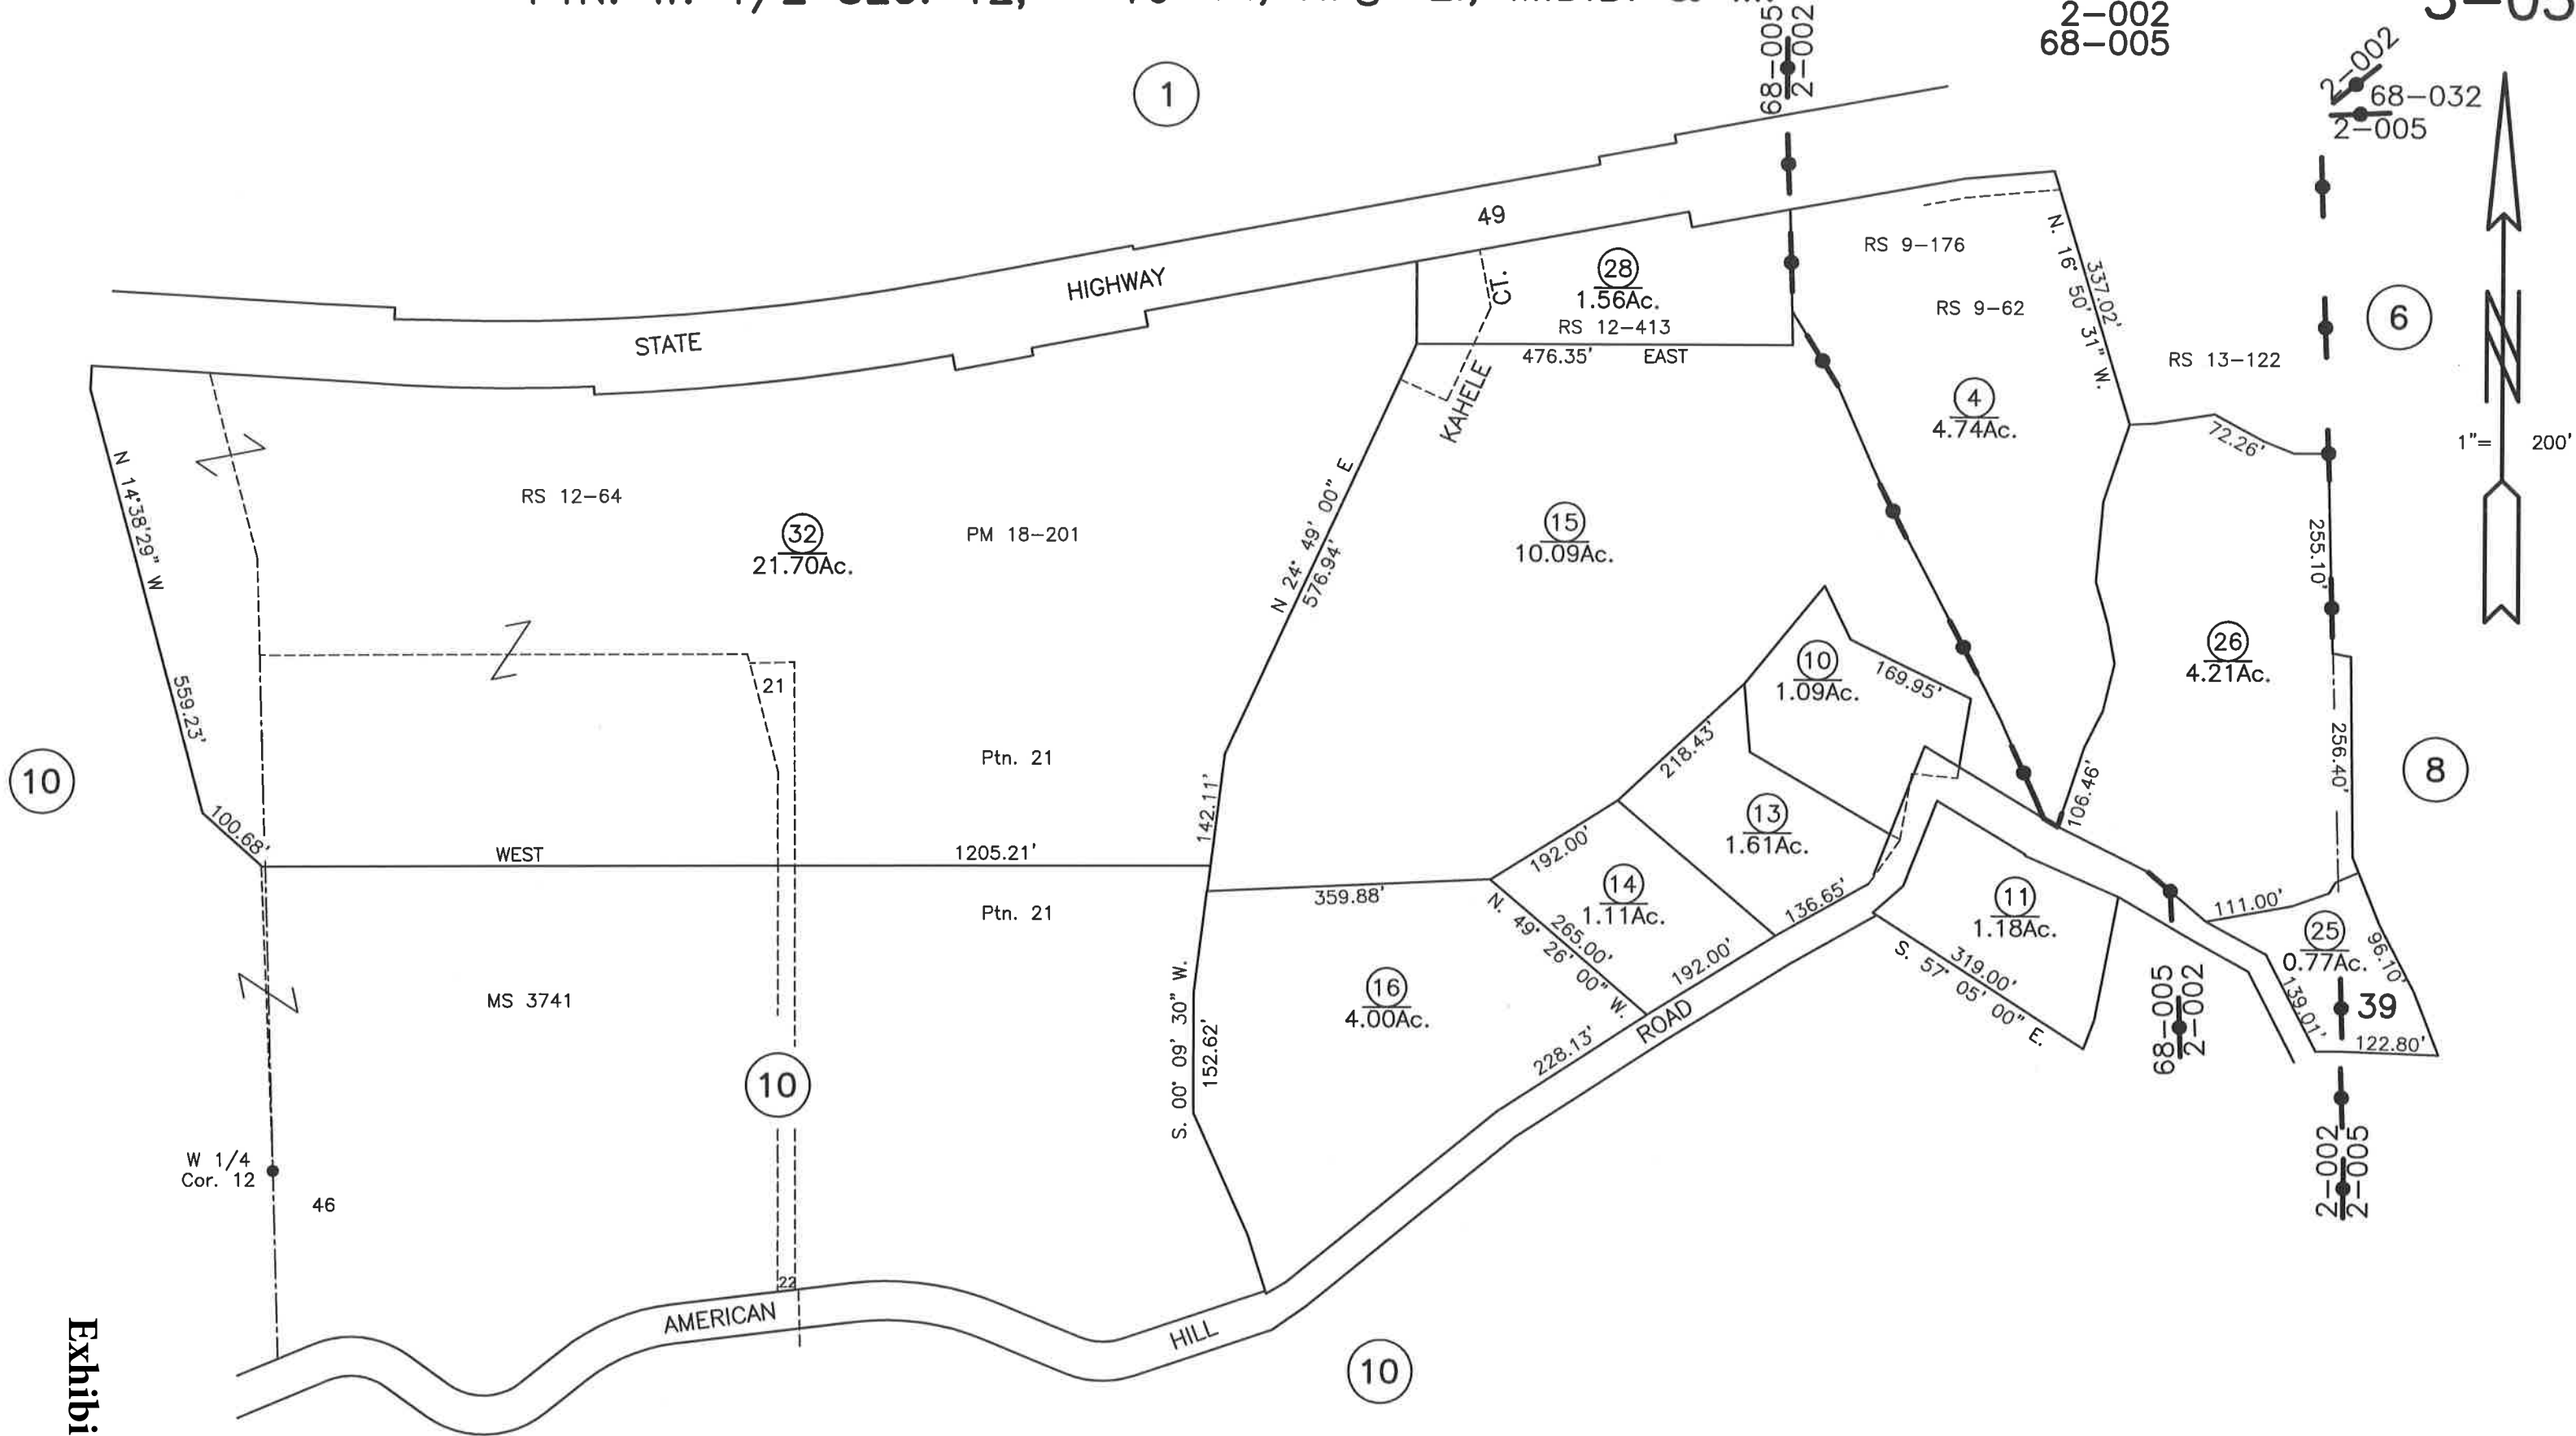 2-002
68-005
68-005
2-002
2-002
68-032
2-005
1
49
STATE
HIGHWAY
RS 9-176
28
1.56Ac.
RS 12-413
476.35' EAST
CT.
KAHELE
RS 9-62
337.02'
N. 16° 50' 31" W.
6
RS 13-122
4
4.74Ac.
72.26'
1"= 200'
N 14°38'29" W
RS 12-64
32
21.70Ac.
PM 18-201
N 24° 49' 00" E
576.94'
15
10.09Ac.
255.10'
26
4.21Ac.
10
1.09Ac.
169.95'
559.23'
21
218.43'
Ptn. 21
142.11'
256.40'
8
10
100.68'
WEST 1205.21'
13
1.61Ac.
106.46'
192.00'
359.88'
14
1.11Ac.
136.65'
11
1.18Ac.
111.00'
Ptn. 21
N. 49° 26' 00" W.
265.00'
192.00'
319.00'
S. 57° 05' 00" E.
25
0.77Ac.
96.10'
39
139.01'
122.80'
MS 3741
16
4.00Ac.
S. 00° 09' 30" W.
152.62'
228.13'
ROAD
68-005
2-002
10
W 1/4
Cor. 12
46
2-002
2-005
22
AMERICAN
HILL
10
Exhibi